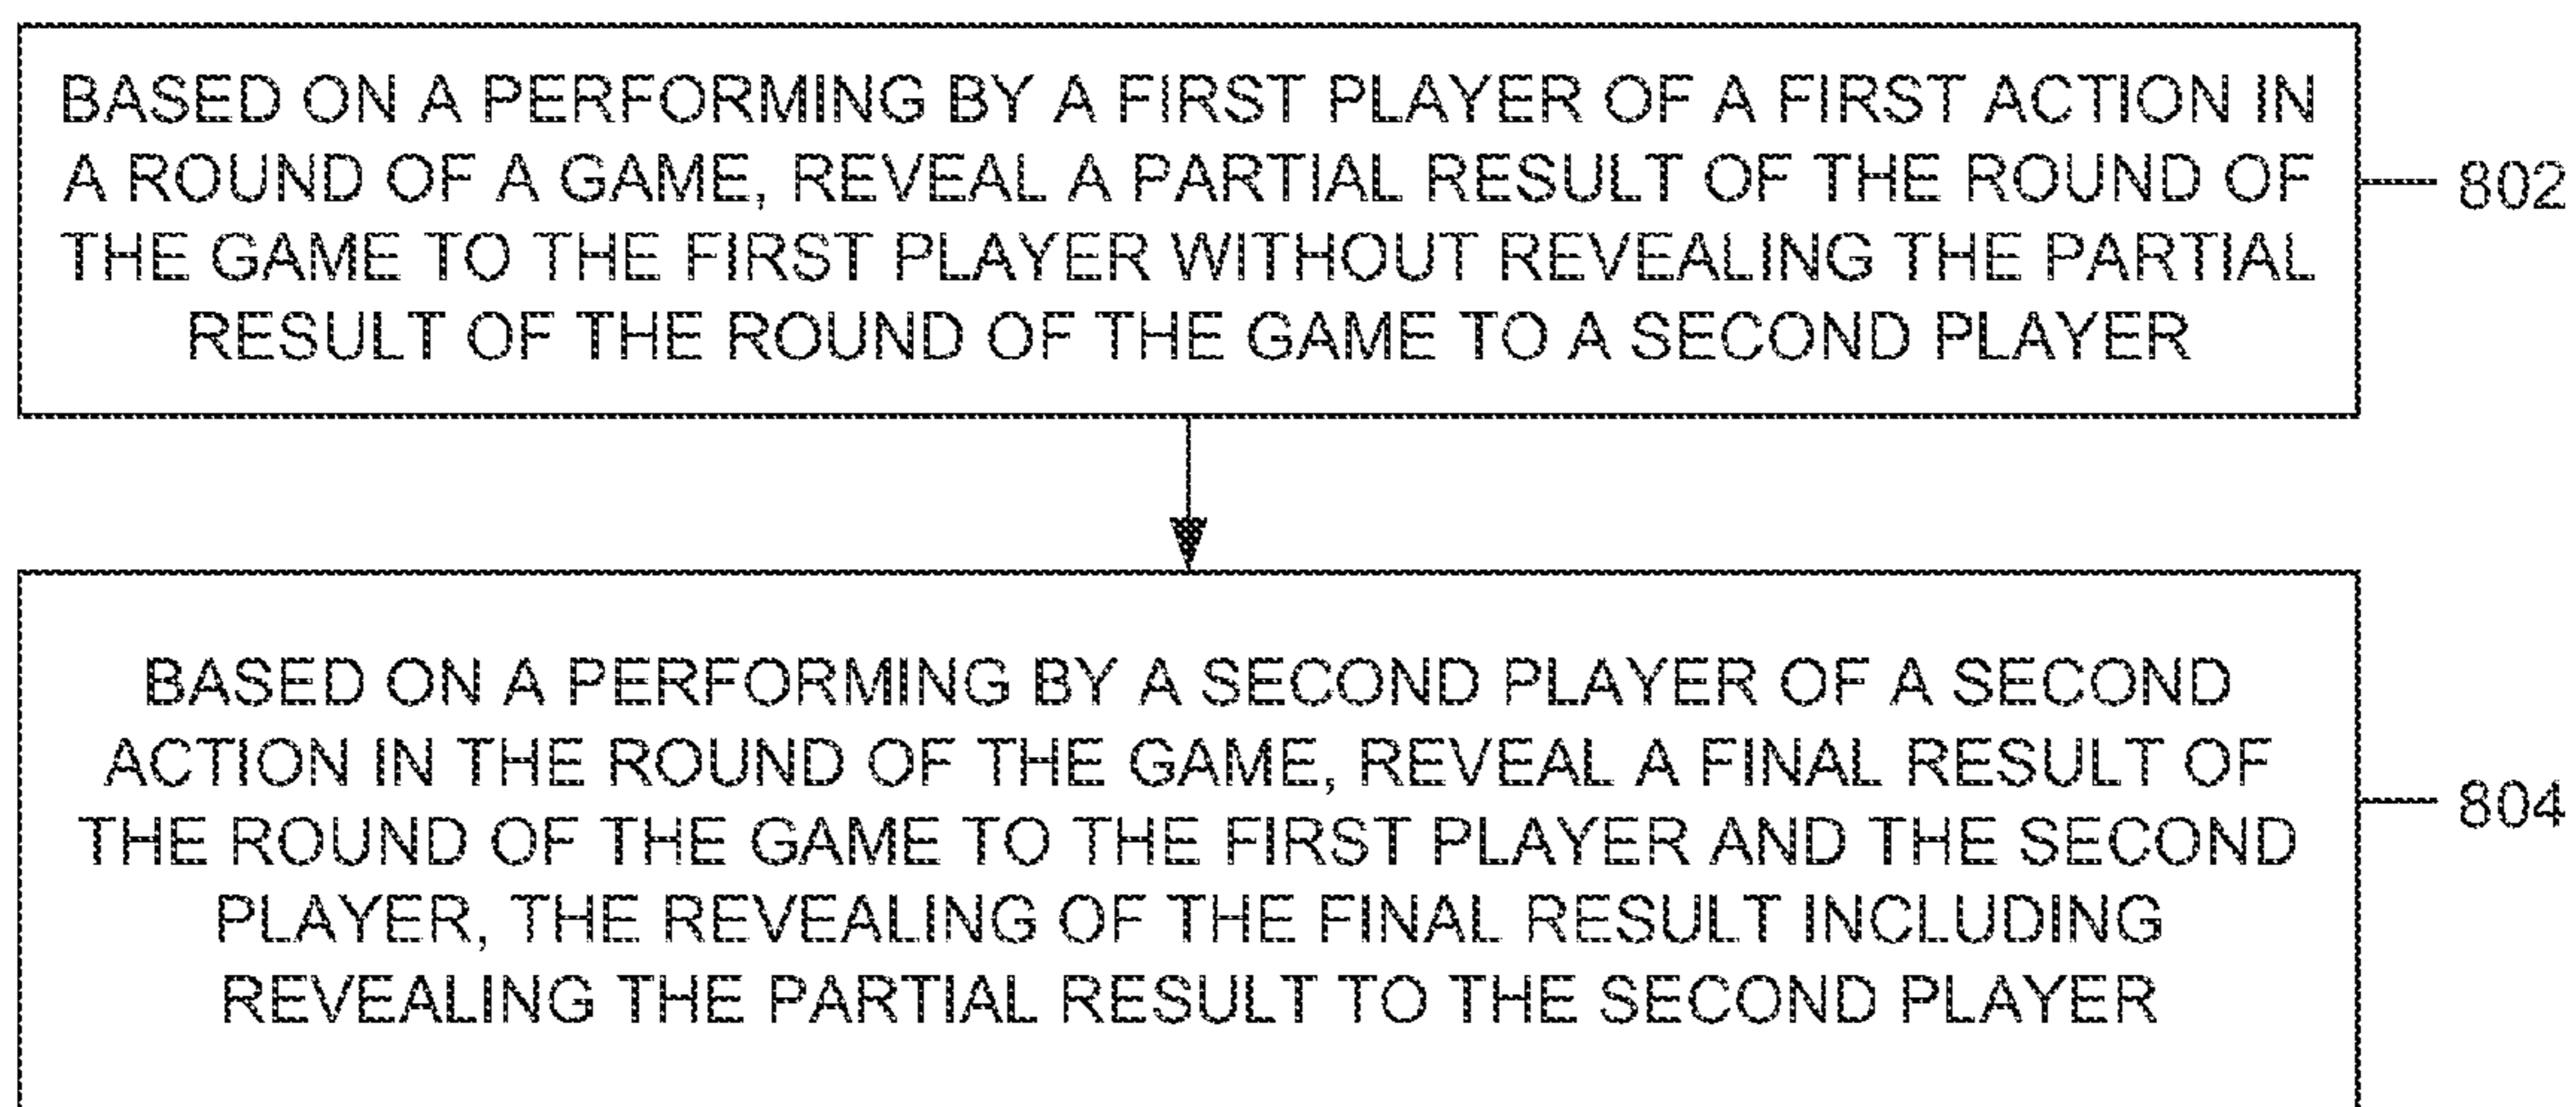 BASED ON A PERFORMING BY A FIRST PLAYER OF A FIRST ACTION IN
A ROUND OF A GAME, REVEAL A PARTIAL RESULT OF THE ROUND OF
THE GAME TO THE FIRST PLAYER WITHOUT REVEALING THE PARTIAL
RESULT OF THE ROUND OF THE GAME TO A SECOND PLAYER
802
BASED ON A PERFORMING BY A SECOND PLAYER OF A SECOND
ACTION IN THE ROUND OF THE GAME, REVEAL A FINAL RESULT OF
THE ROUND OF THE GAME TO THE FIRST PLAYER AND THE SECOND
PLAYER, THE REVEALING OF THE FINAL RESULT INCLUDING
REVEALING THE PARTIAL RESULT TO THE SECOND PLAYER
804